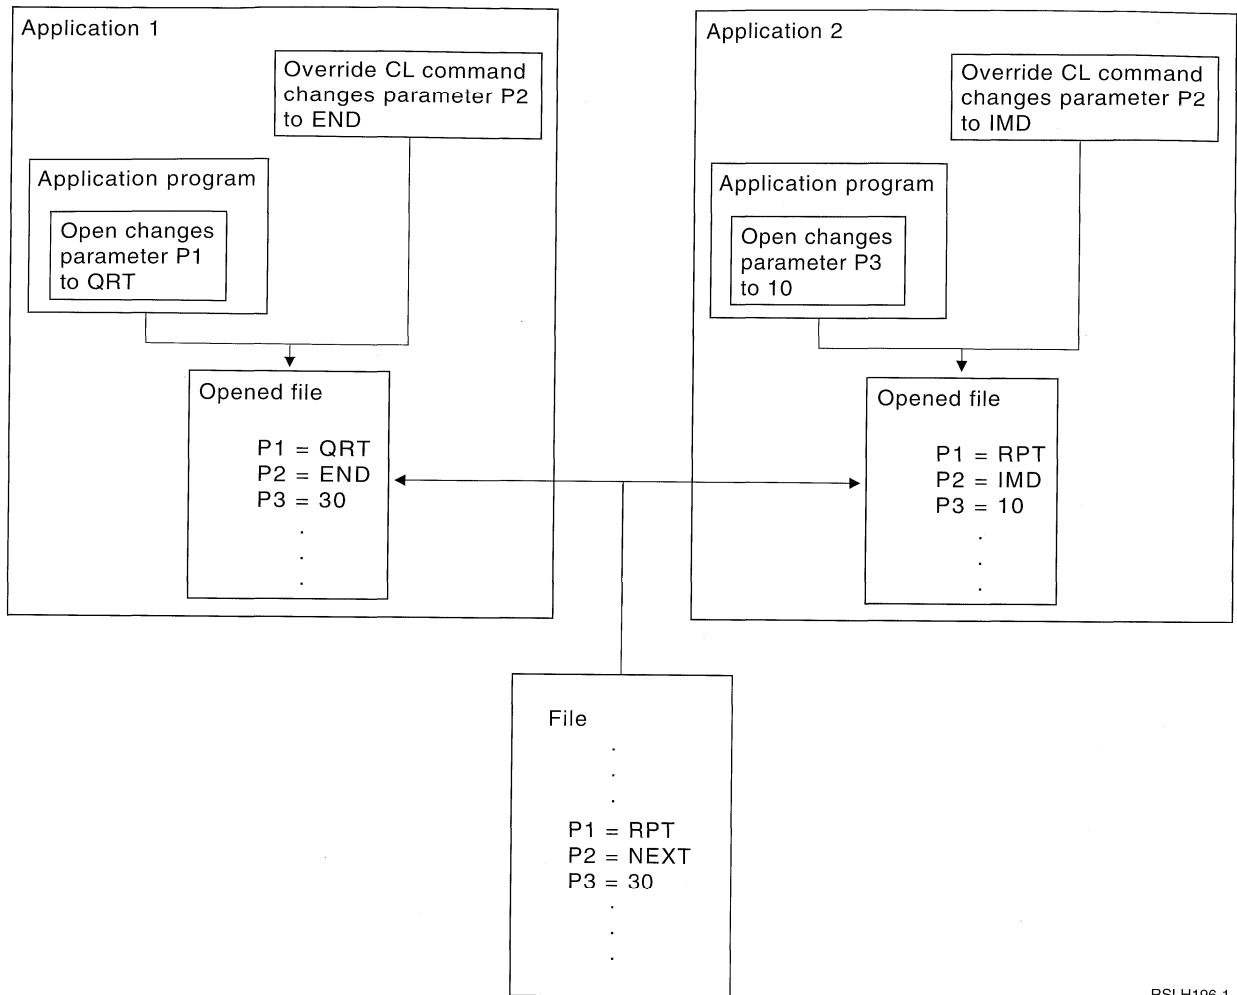 Application 1
Override CL command
changes parameter P2
to END
Application program
Open changes
parameter P1
to QRT
Opened file
P1 = QRT
P2 = END
P3 = 30
.
.
.
Application 2
Override CL command
changes parameter P2
to IMD
Application program
Open changes
parameter P3
to 10
Opened file
P1 = RPT
P2 = IMD
P3 = 10
.
.
.
File
.
.
.
P1 = RPT
P2 = NEXT
P3 = 30
.
.
.